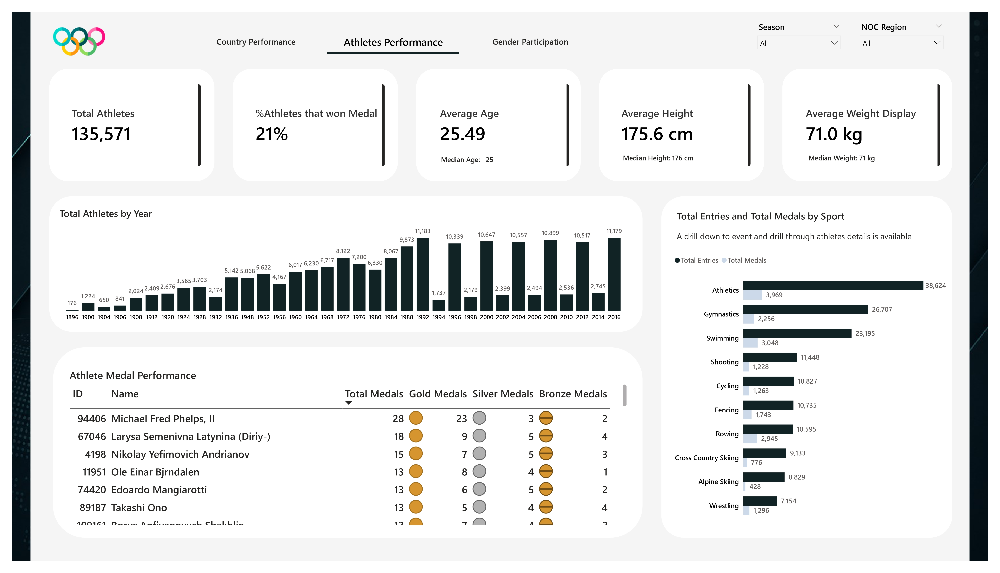 Country Performance
Athletes Performance
Gender Participation
Season
NOC Region
All
All
Total Athletes
135,571
%Athletes that won Medal
21%
Average Age
25.49
Median Age: 25
Average Height
175.6 cm
Median Height: 176 cm
Average Weight Display
71.0 kg
Median Weight: 71 kg
Total Athletes by Year
176 1,224 650 841 2,024 2,409 2,676 3,565 3,703 2,174 5,142 5,068 5,622 4,167 6,017 6,230 6,717 8,122 7,200 6,330 8,067 9,873 11,183 1,737 10,339 2,179 10,647 2,399 10,557 2,494 10,899 2,536 10,517 2,745 11,179
1896 1900 1904 1906 1908 1912 1920 1924 1928 1932 1936 1948 1952 1956 1960 1964 1968 1972 1976 1980 1984 1988 1992 1994 1996 1998 2000 2002 2004 2006 2008 2010 2012 2014 2016
Athlete Medal Performance
ID Name Total Medals Gold Medals Silver Medals Bronze Medals
94406 Michael Fred Phelps, II 28 23 3 2
67046 Larysa Semenivna Latynina (Diriy-) 18 9 5 4
4198 Nikolay Yefimovich Andrianov 15 7 5 3
11951 Ole Einar Bjrndalen 13 8 4 1
74420 Edoardo Mangiarotti 13 6 5 2
89187 Takashi Ono 13 5 4 4
109161 Borys Anfiyanovych Shakhlin 13 7 4 2
Total Entries and Total Medals by Sport
A drill down to event and drill through athletes details is available
Total Entries Total Medals
Athletics 38,624
3,969
Gymnastics 26,707
2,256
Swimming 23,195
3,048
Shooting 11,448
1,228
Cycling 10,827
1,263
Fencing 10,735
1,743
Rowing 10,595
2,945
Cross Country Skiing 9,133
776
Alpine Skiing 8,829
428
Wrestling 7,154
1,296